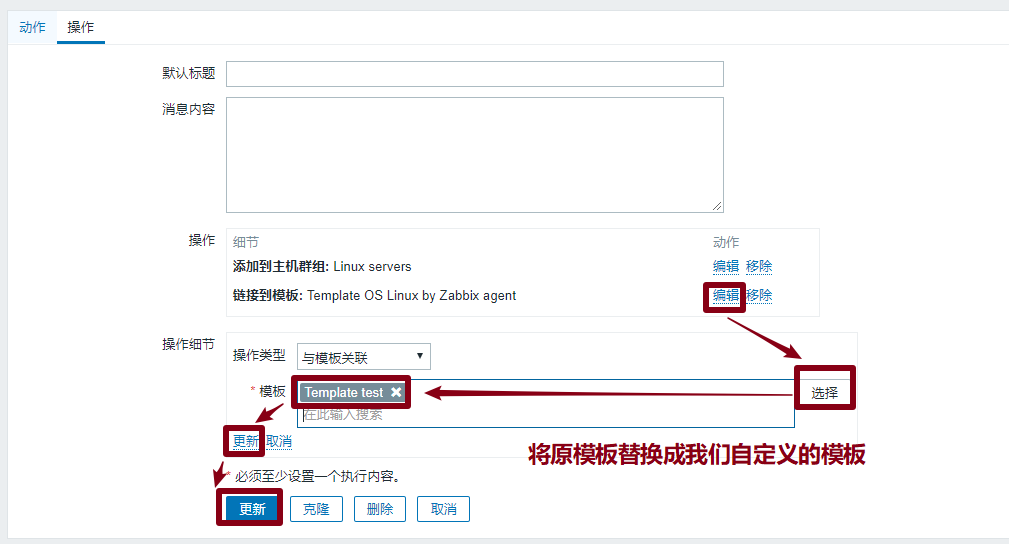 动作 操作
默认标题
消息内容
操作 细节 动作
添加到主机群组: Linux servers 编辑 移除
链接到模板: Template OS Linux by Zabbix agent 编辑 移除
操作细节 操作类型 与模板关联
* 模板 Template test 选择
在此输入搜索
更新 取消
将原模板替换成我们自定义的模板
* 必须至少设置一个执行内容。
更新 克隆 删除 取消